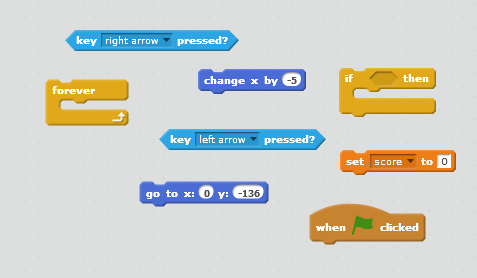 key right arrow pressed?
change x by -5
if then
forever
key left arrow pressed?
set score to 0
go to x: 0 y: -136
when clicked